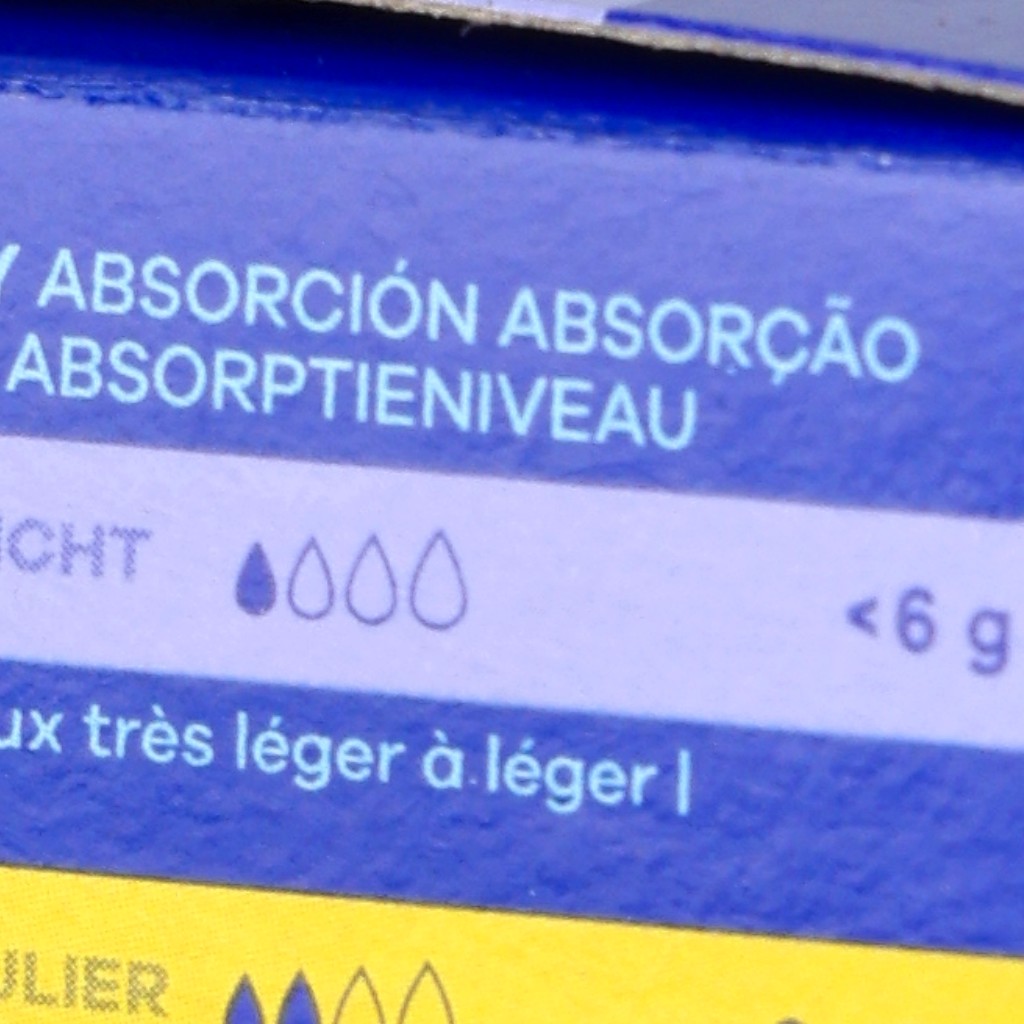 ABSORCIÓN ABSORÇÃO
ABSORPTIENIVEAU
<6 g
très léger à léger |